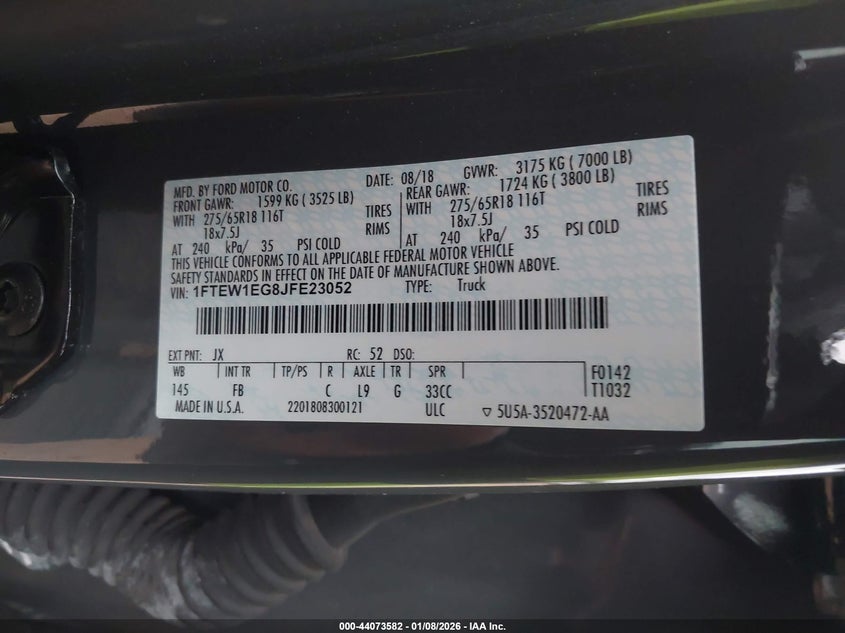 MFD. BY FORD MOTOR CO. DATE: 08/18 GVWR: 3175 KG ( 7000 LB)
FRONT GAWR: 1599 KG ( 3525 LB) REAR GAWR: 1724 KG ( 3800 LB)
WITH 275/65R18 116T TIRES WITH 275/65R18 116T TIRES
18x7.5J RIMS 18x7.5J RIMS
AT 240 kPa/ 35 PSI COLD AT 240 kPa/ 35 PSI COLD
THIS VEHICLE CONFORMS TO ALL APPLICABLE FEDERAL MOTOR VEHICLE
SAFETY STANDARDS IN EFFECT ON THE DATE OF MANUFACTURE SHOWN ABOVE.
VIN: 1FTEW1EG8JFE23052 TYPE: Truck
EXT PNT: JX RC: 52 DSO:
WB INT TR TP/PS R AXLE TR SPR F0142
145 FB C L9 G 33CC T1032
MADE IN U.S.A. 2201808300121 ULC ▽ 5U5A-3520472-AA
000-44073582 - 01/08/2026 - IAA Inc.